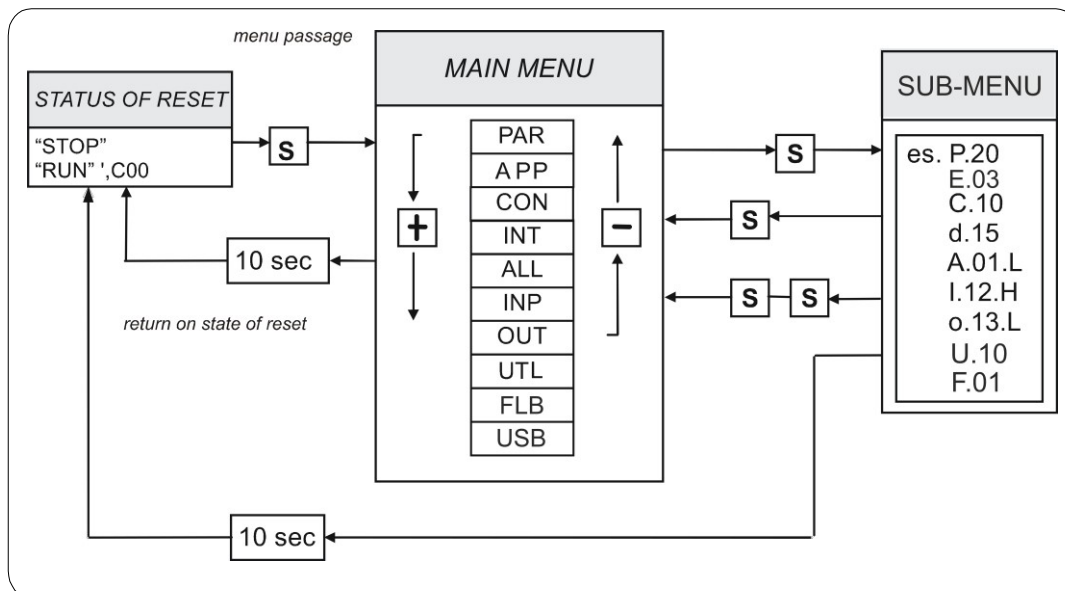 menu passage
STATUS OF RESET
“STOP”
“RUN” ',C00
S
10 sec
return on state of reset
10 sec
MAIN MENU
+
-
PAR
APP
CON
INT
ALL
INP
OUT
UTL
FLB
USB
S
S
S S
SUB-MENU
es. P.20
E.03
C.10
d.15
A.01.L
I.12.H
o.13.L
U.10
F.01